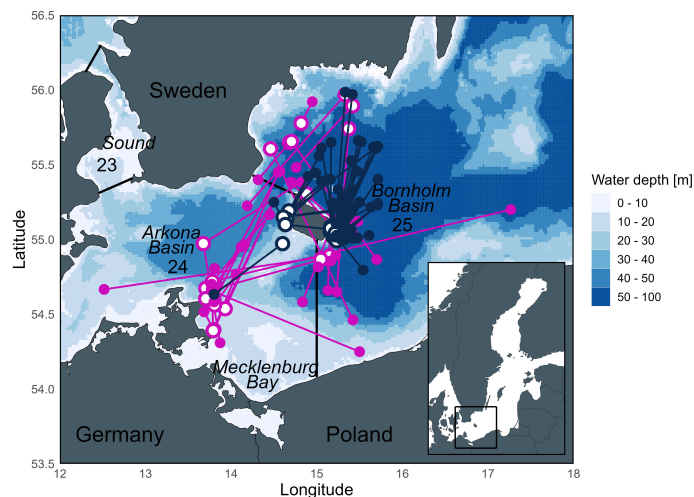 56.5
56.0
55.5
55.0
54.5
54.0
53.5
Latitude
Sweden
Sound
23
Bornholm
Basin
25
Arkona
Basin
24
Mecklenburg
Bay
Germany
Poland
12
13
14
15
16
17
18
Longitude
Water depth [m]
0 - 10
10 - 20
20 - 30
30 - 40
40 - 50
50 - 100